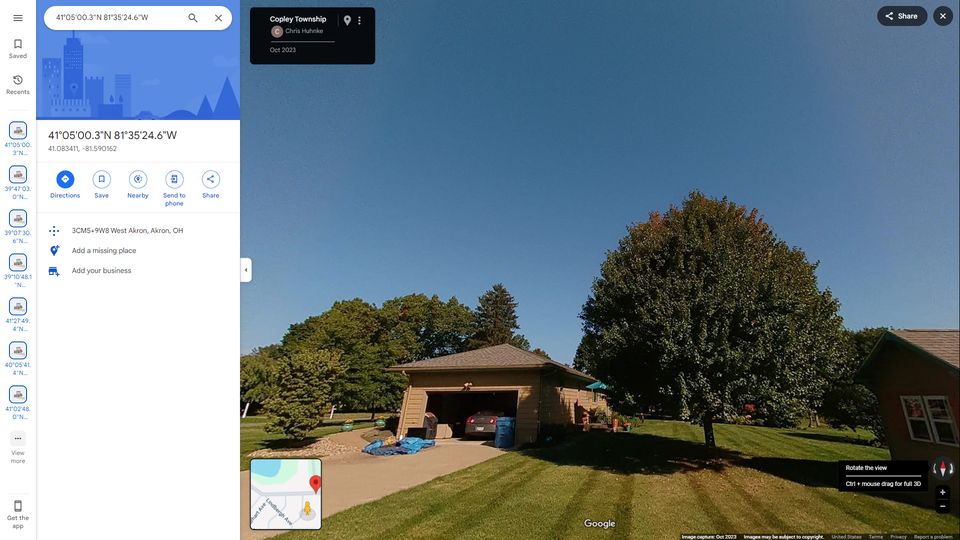 41°05'00.3"N 81°35'24.6"W
Saved
Recents
41°05'00.
3"N...
39°47'03.
0"N...
39°07'30.
6"N...
39°10'48.1
"N...
41°27'49.
4"N...
40°05'41.
4"N...
41°02'48.
0"N...
View
more
Get the
app
41°05'00.3"N 81°35'24.6"W
41.083411, -81.590162
Directions
Save
Nearby
Send to
phone
Share
3CM5+9W8 West Akron, Akron, OH
Add a missing place
Add your business
Copley Township
C
Chris Huhnke
Oct 2023
Share
Lindbergh Ave
Rotate the view
Ctrl + mouse drag for full 3D
Google
Image capture: Oct 2023 Images may be subject to copyright. United States Terms Privacy Report a problem